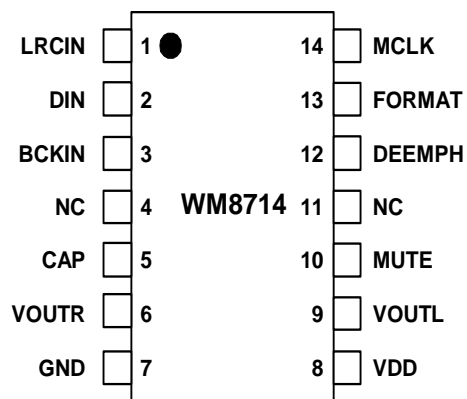 LRCIN 1 14 MCLK
DIN 2 13 FORMAT
BCKIN 3 12 DEEMPH
NC 4 WM8714 11 NC
CAP 5 10 MUTE
VOUTR 6 9 VOUTL
GND 7 8 VDD